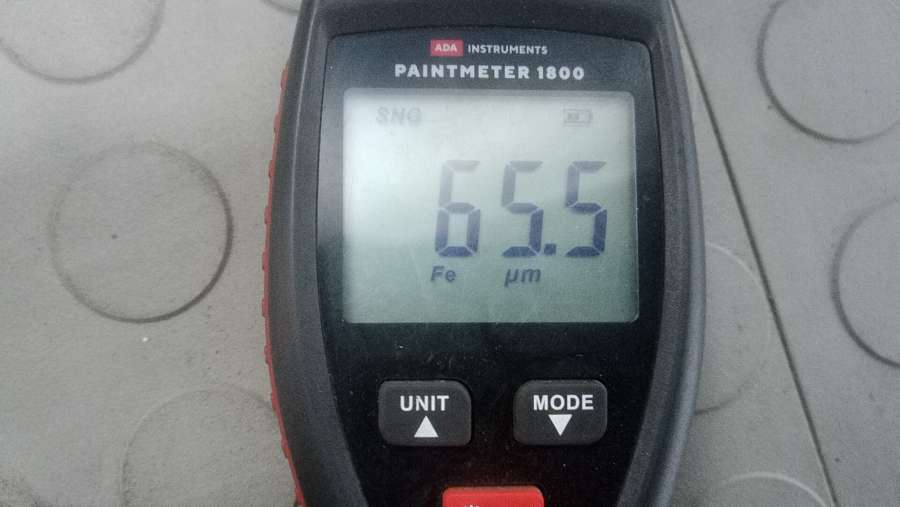 ADA INSTRUMENTS
PAINTMETER 1800
SNG
65.5
Fe µm
UNIT MODE